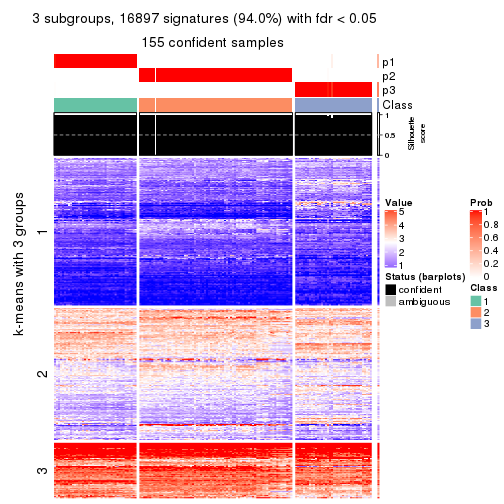 3 subgroups, 16897 signatures (94.0%) with fdr < 0.05
155 confident samples
p1
p2
p3
Class
1
0.5
0
Silhouette
score
k-means with 3 groups
1
2
3
Value
5
4
3
2
1
Status (barplots)
confident
ambiguous
Prob
1
0.8
0.6
0.4
0.2
0
Class
1
2
3